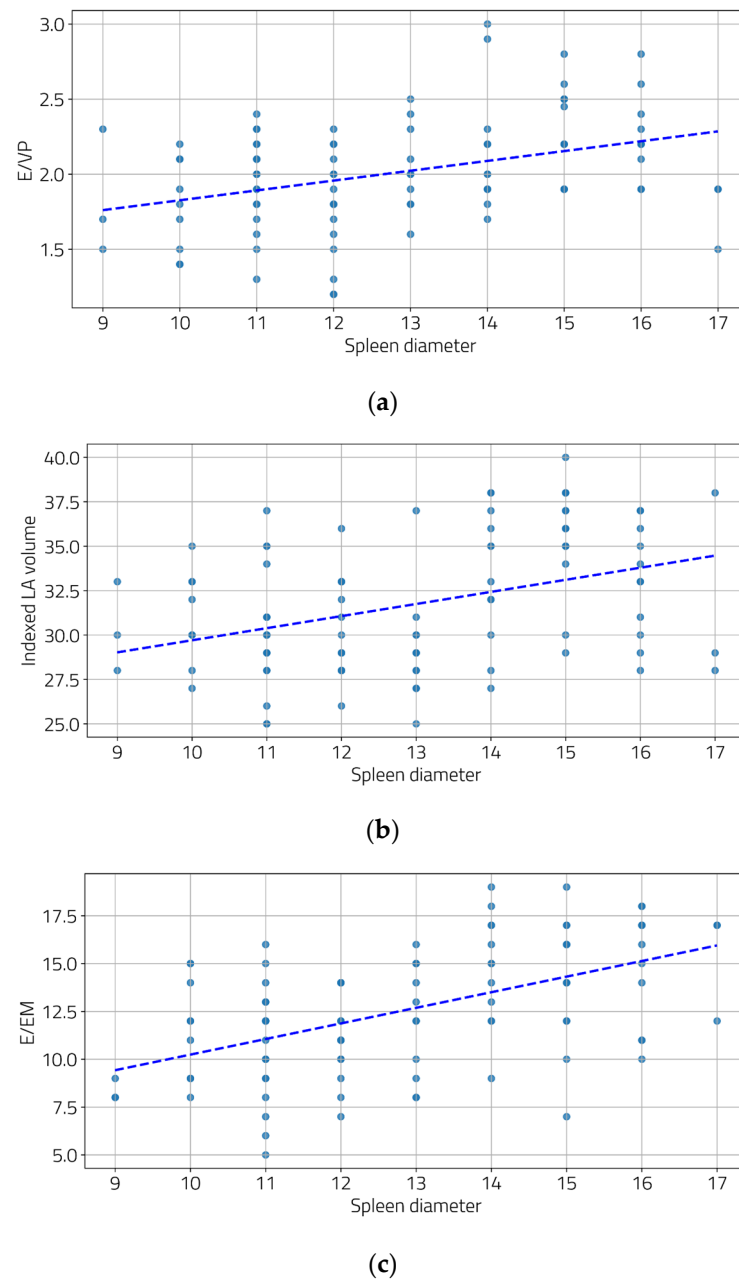 3.0
2.5
2.0
1.5
E/VP
9 10 11 12 13 14 15 16 17
Spleen diameter
(a)
40.0
37.5
35.0
32.5
30.0
27.5
25.0
Indexed LA volume
9 10 11 12 13 14 15 16 17
Spleen diameter
(b)
17.5
15.0
12.5
10.0
7.5
5.0
E/EM
9 10 11 12 13 14 15 16 17
Spleen diameter
(c)